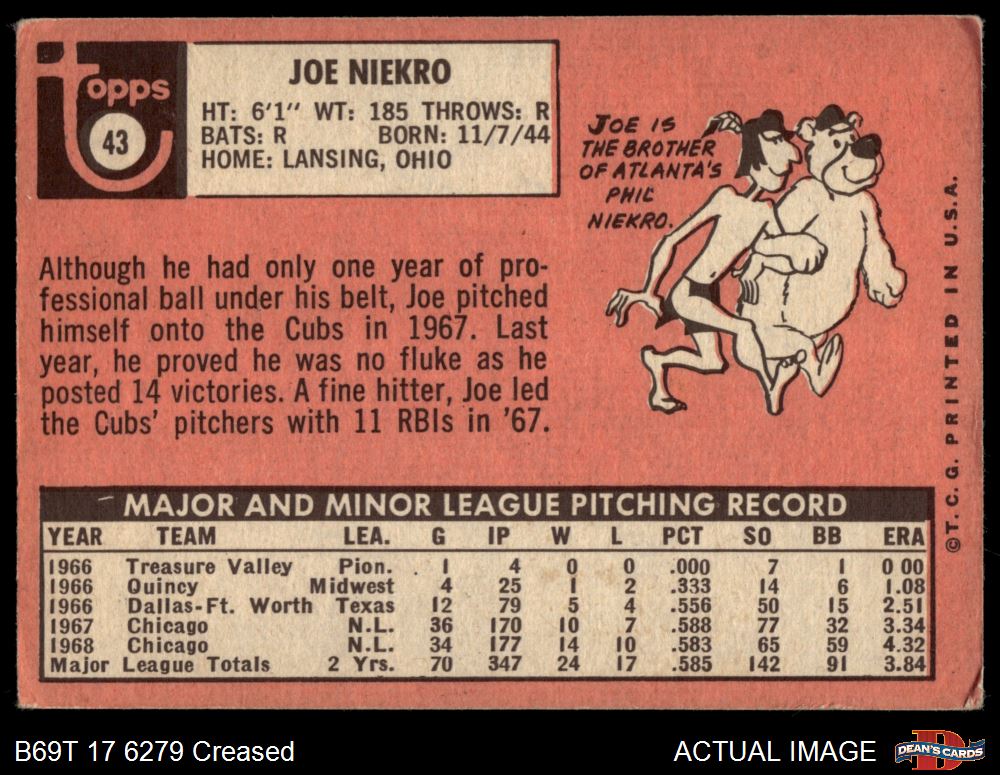 topps
43
JOE NIEKRO
HT: 6'1" WT: 185 THROWS: R
BATS: R BORN: 11/7/44
HOME: LANSING, OHIO
JOE IS
THE BROTHER
OF ATLANTA'S
PHIL
NIEKRO.
Although he had only one year of pro-
fessional ball under his belt, Joe pitched
himself onto the Cubs in 1967. Last
year, he proved he was no fluke as he
posted 14 victories. A fine hitter, Joe led
the Cubs' pitchers with 11 RBIs in '67.
MAJOR AND MINOR LEAGUE PITCHING RECORD
YEAR TEAM LEA. G IP W L PCT SO BB ERA
1966 Treasure Valley Pion. 1 4 0 0 .000 7 1 0 00
1966 Quincy Midwest 4 25 1 2 .333 14 6 1.08
1966 Dallas-Ft. Worth Texas 12 79 5 4 .556 50 15 2.51
1967 Chicago N.L. 36 170 10 7 .588 77 32 3.34
1968 Chicago N.L. 34 177 14 10 .583 65 59 4.32
Major League Totals 2 Yrs. 70 347 24 17 .585 142 91 3.84
©T. C. G. PRINTED IN U.S.A.
B69T 17 6279 Creased
ACTUAL IMAGE
D
DEAN'S CARDS